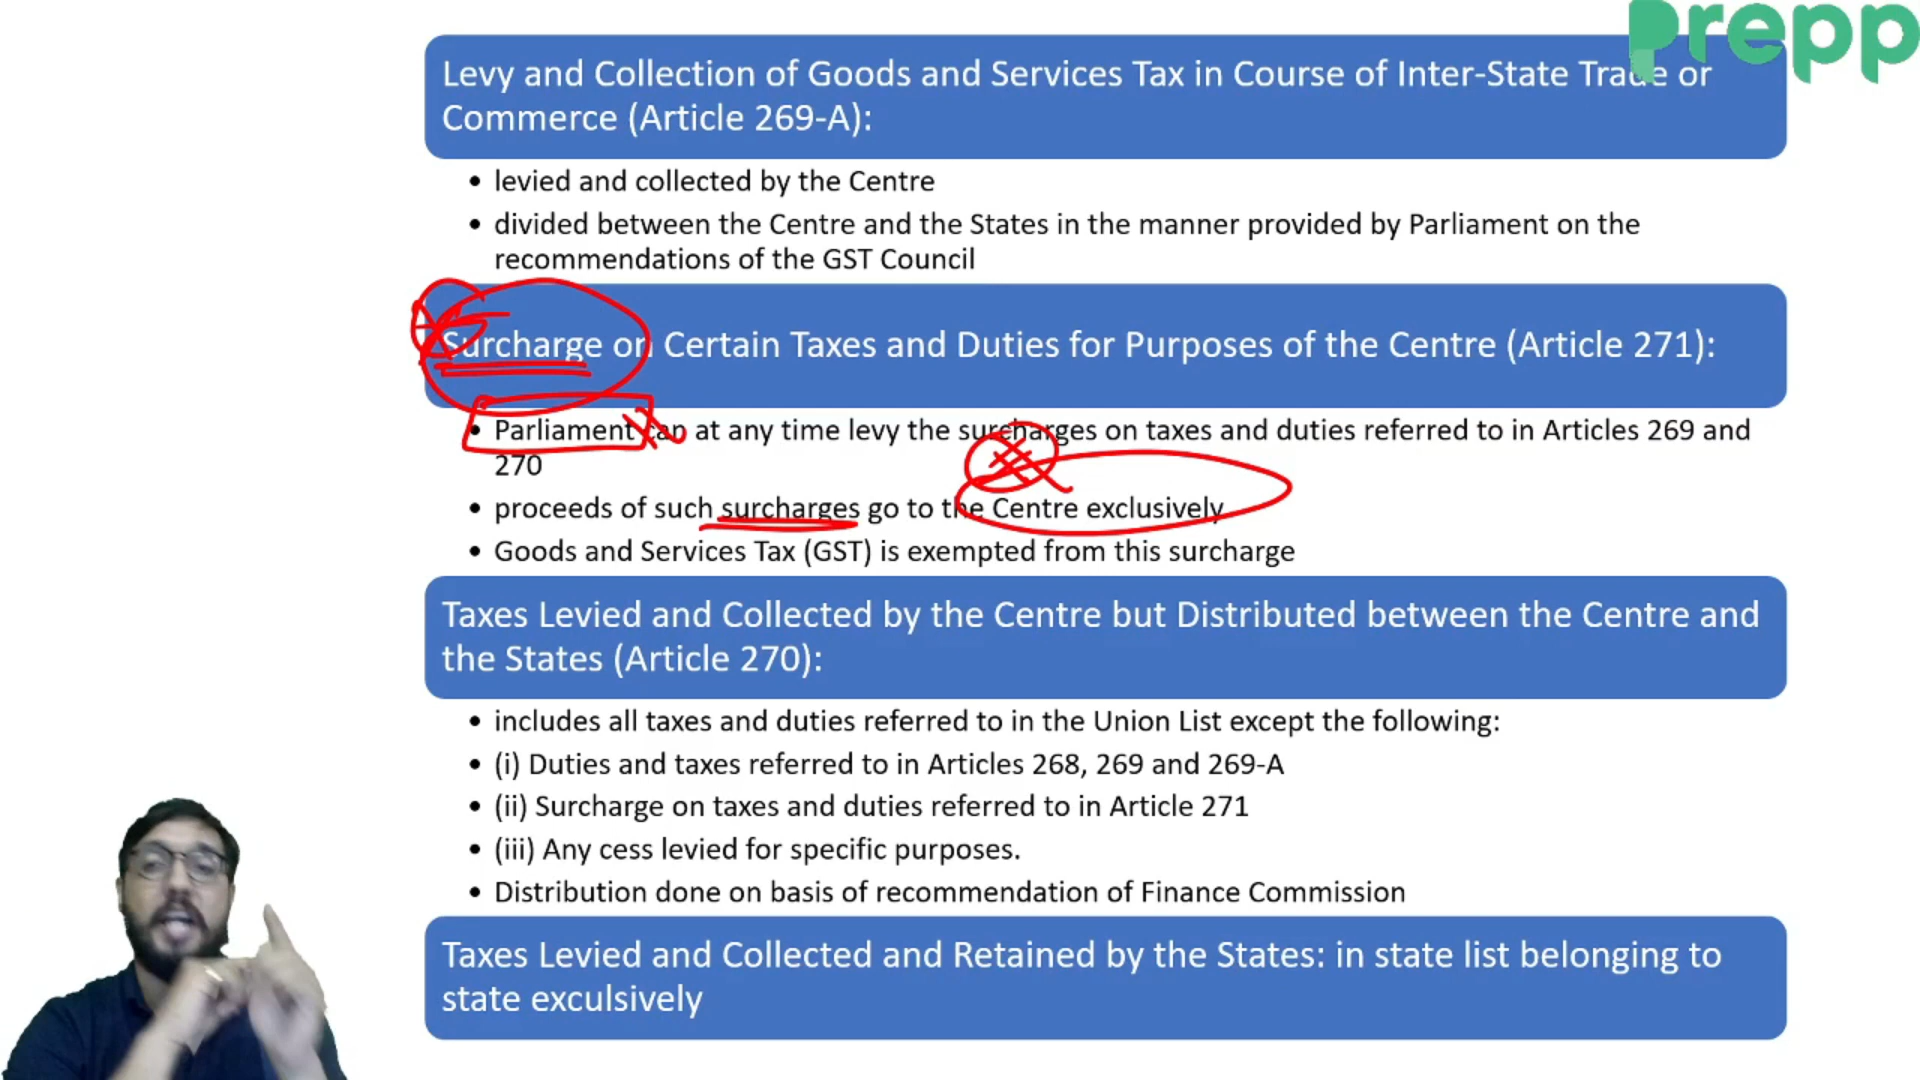 prepp
Levy and Collection of Goods and Services Tax in Course of Inter-State Trade or
Commerce (Article 269-A):
• levied and collected by the Centre
• divided between the Centre and the States in the manner provided by Parliament on the
recommendations of the GST Council
Surcharge on Certain Taxes and Duties for Purposes of the Centre (Article 271):
• Parliament can at any time levy the surcharges on taxes and duties referred to in Articles 269 and
270
• proceeds of such surcharges go to the Centre exclusively
• Goods and Services Tax (GST) is exempted from this surcharge
Taxes Levied and Collected by the Centre but Distributed between the Centre and
the States (Article 270):
• includes all taxes and duties referred to in the Union List except the following:
• (i) Duties and taxes referred to in Articles 268, 269 and 269-A
• (ii) Surcharge on taxes and duties referred to in Article 271
• (iii) Any cess levied for specific purposes.
• Distribution done on basis of recommendation of Finance Commission
Taxes Levied and Collected and Retained by the States: in state list belonging to
state exculsively